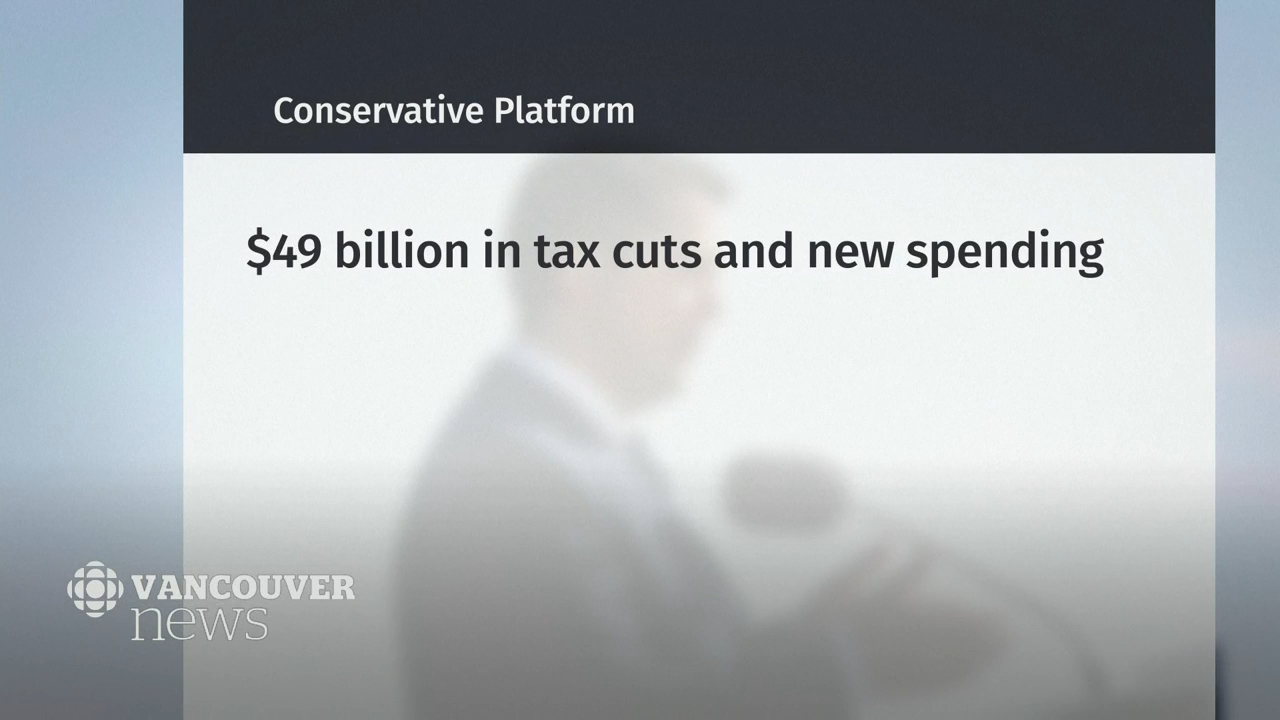 Conservative Platform
$49 billion in tax cuts and new spending
VANCOUVER
news